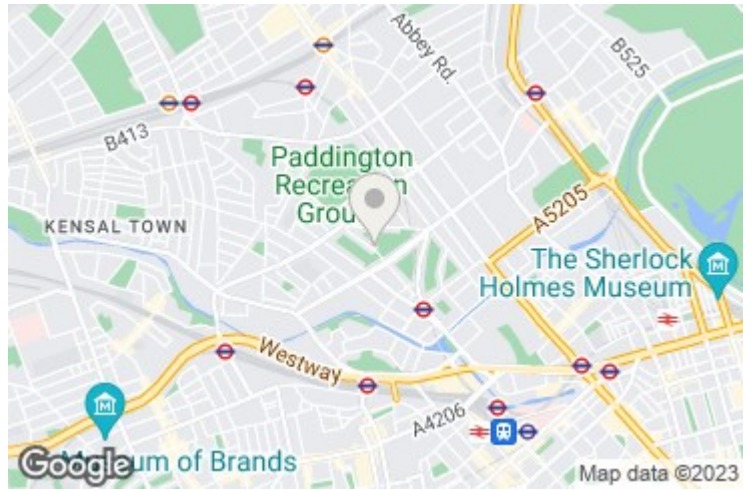 Abbey Rd.
B525
B413
Paddington
Recreation
Ground
A5205
KENSAL TOWN
The Sherlock
Holmes Museum
M
Westway
M
A4206
Museum of Brands
Google
Map data ©2023